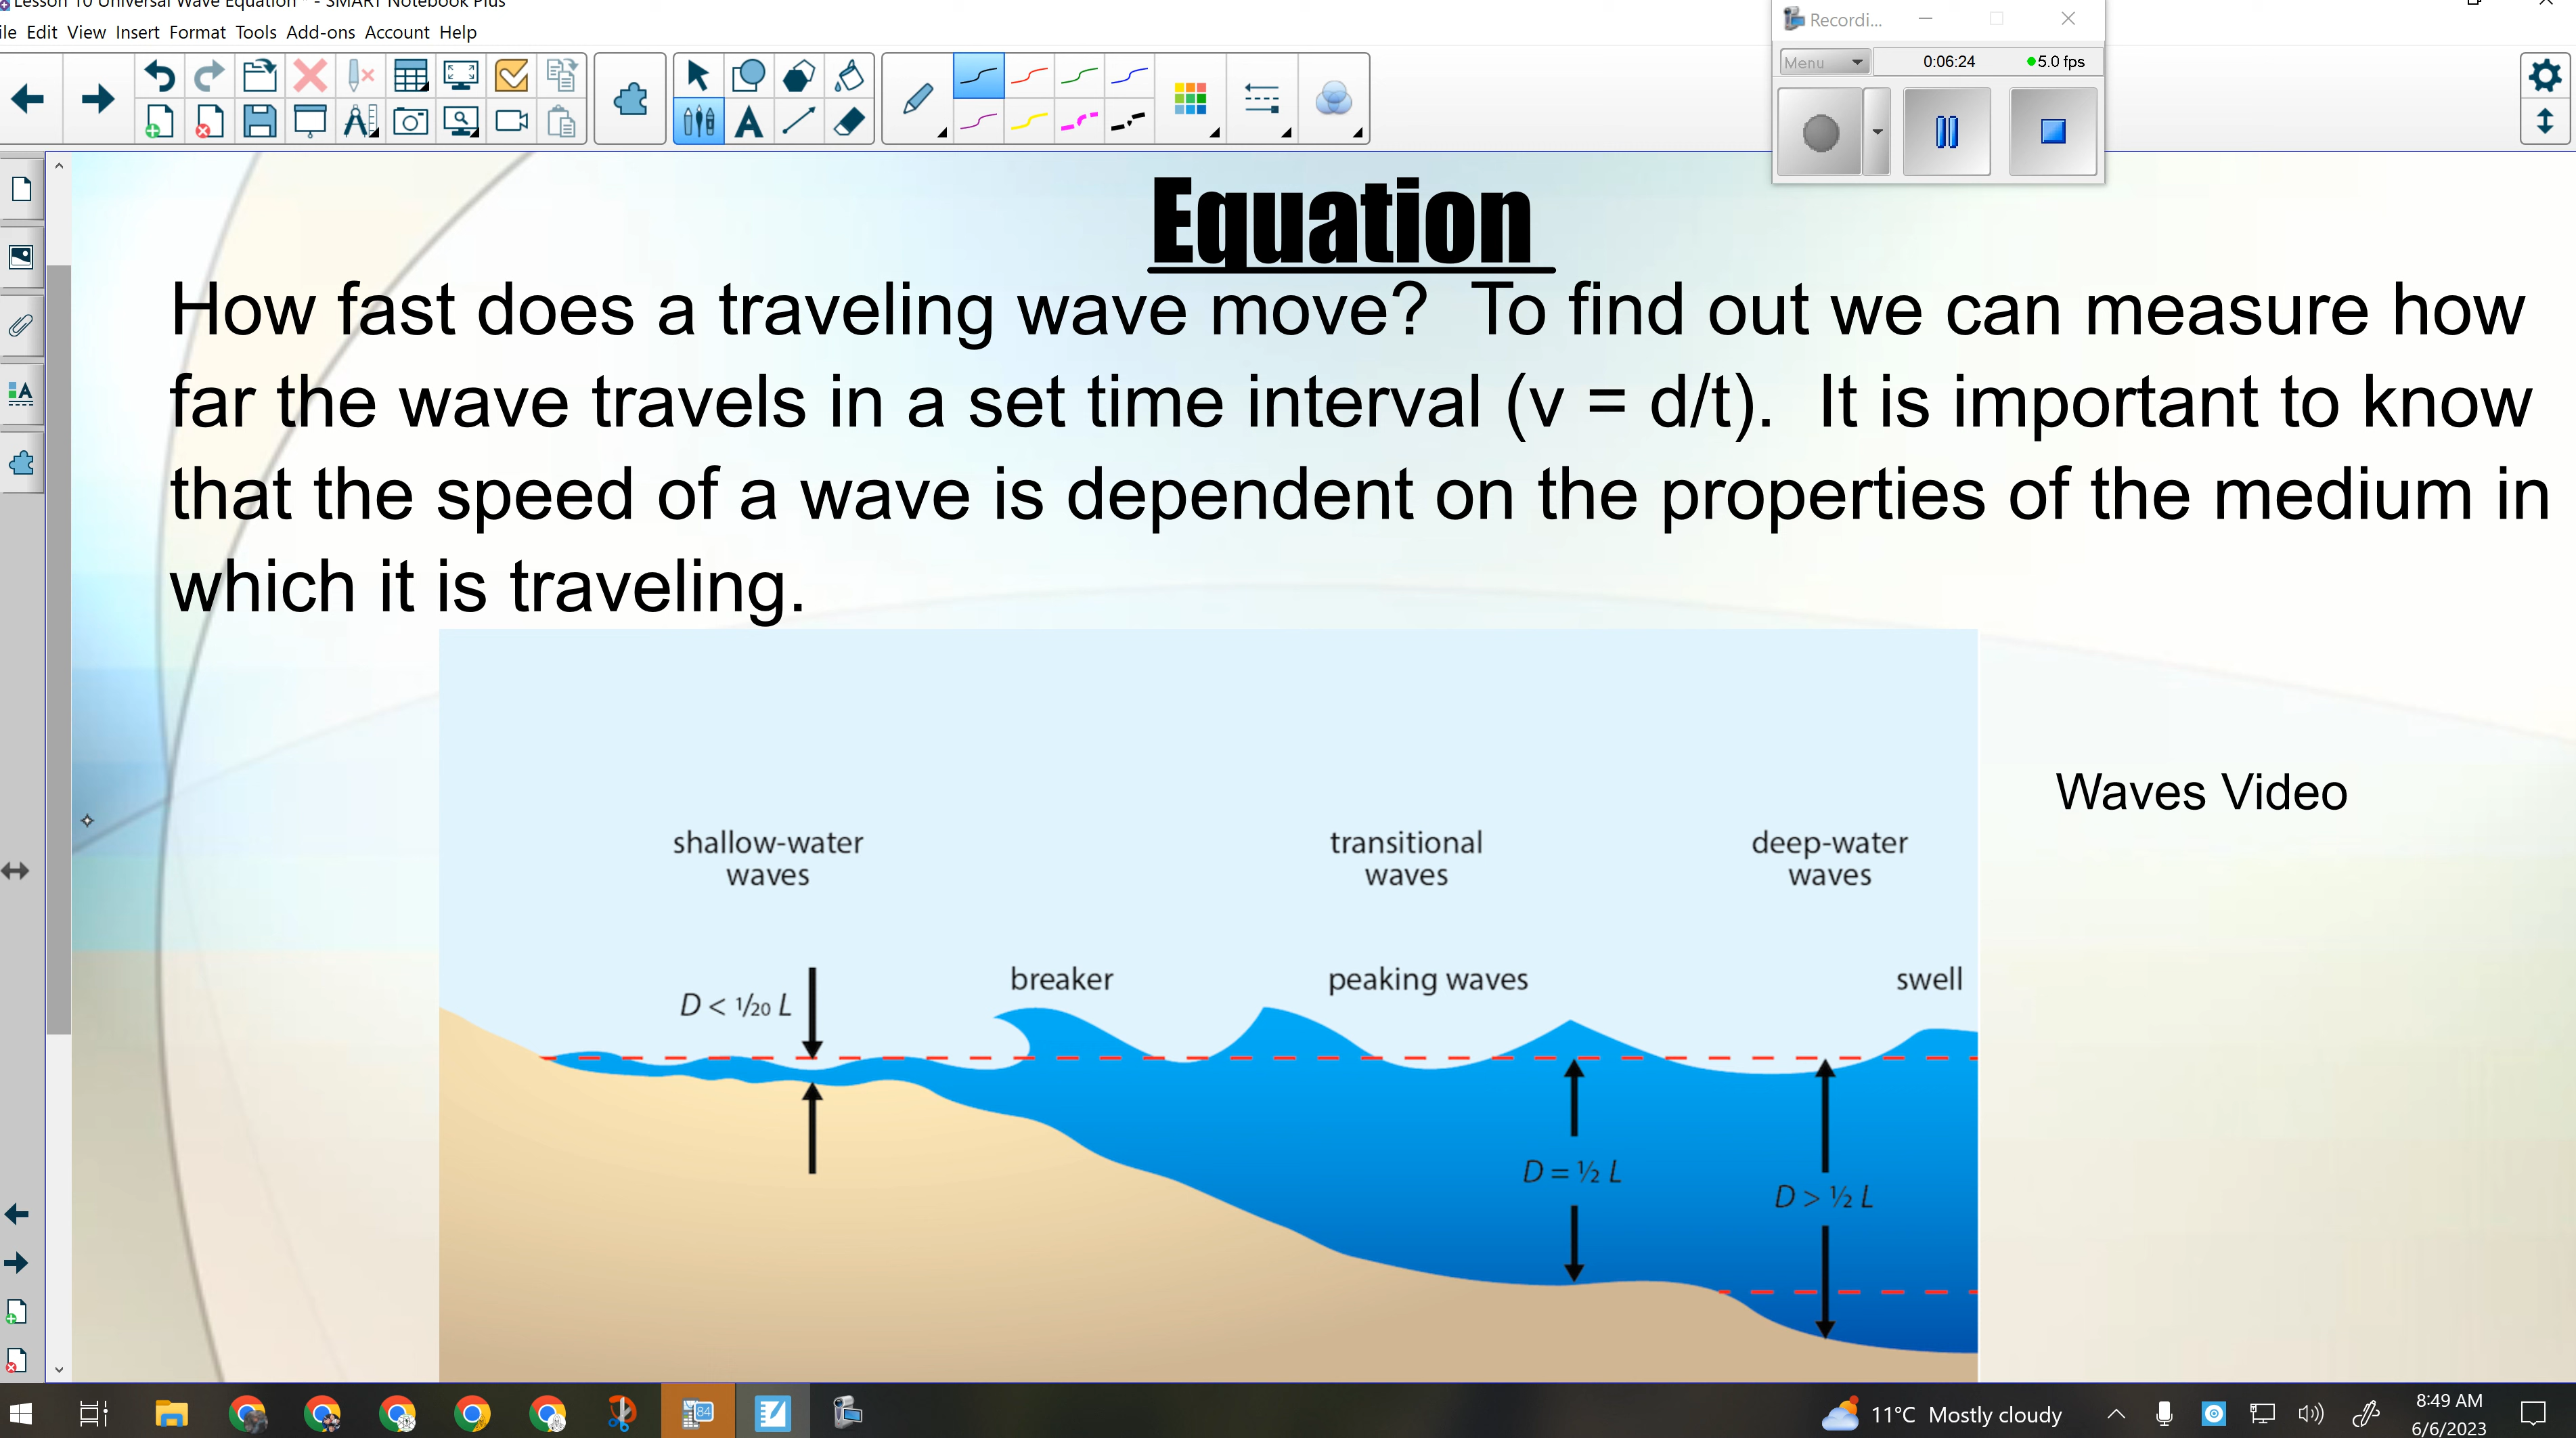 Lesson 10 Universal Wave Equation * - SMART Notebook Plus
ile Edit View Insert Format Tools Add-ons Account Help
Recordi...
Menu
0:06:24
5.0 fps
Equation
How fast does a traveling wave move? To find out we can measure how
far the wave travels in a set time interval (v = d/t). It is important to know
that the speed of a wave is dependent on the properties of the medium in
which it is traveling.
Waves Video
shallow-water
waves
transitional
waves
deep-water
waves
breaker
peaking waves
swell
D < 1/20 L
D = ½ L
D > ½ L
84
11°C Mostly cloudy
8:49 AM
6/6/2023